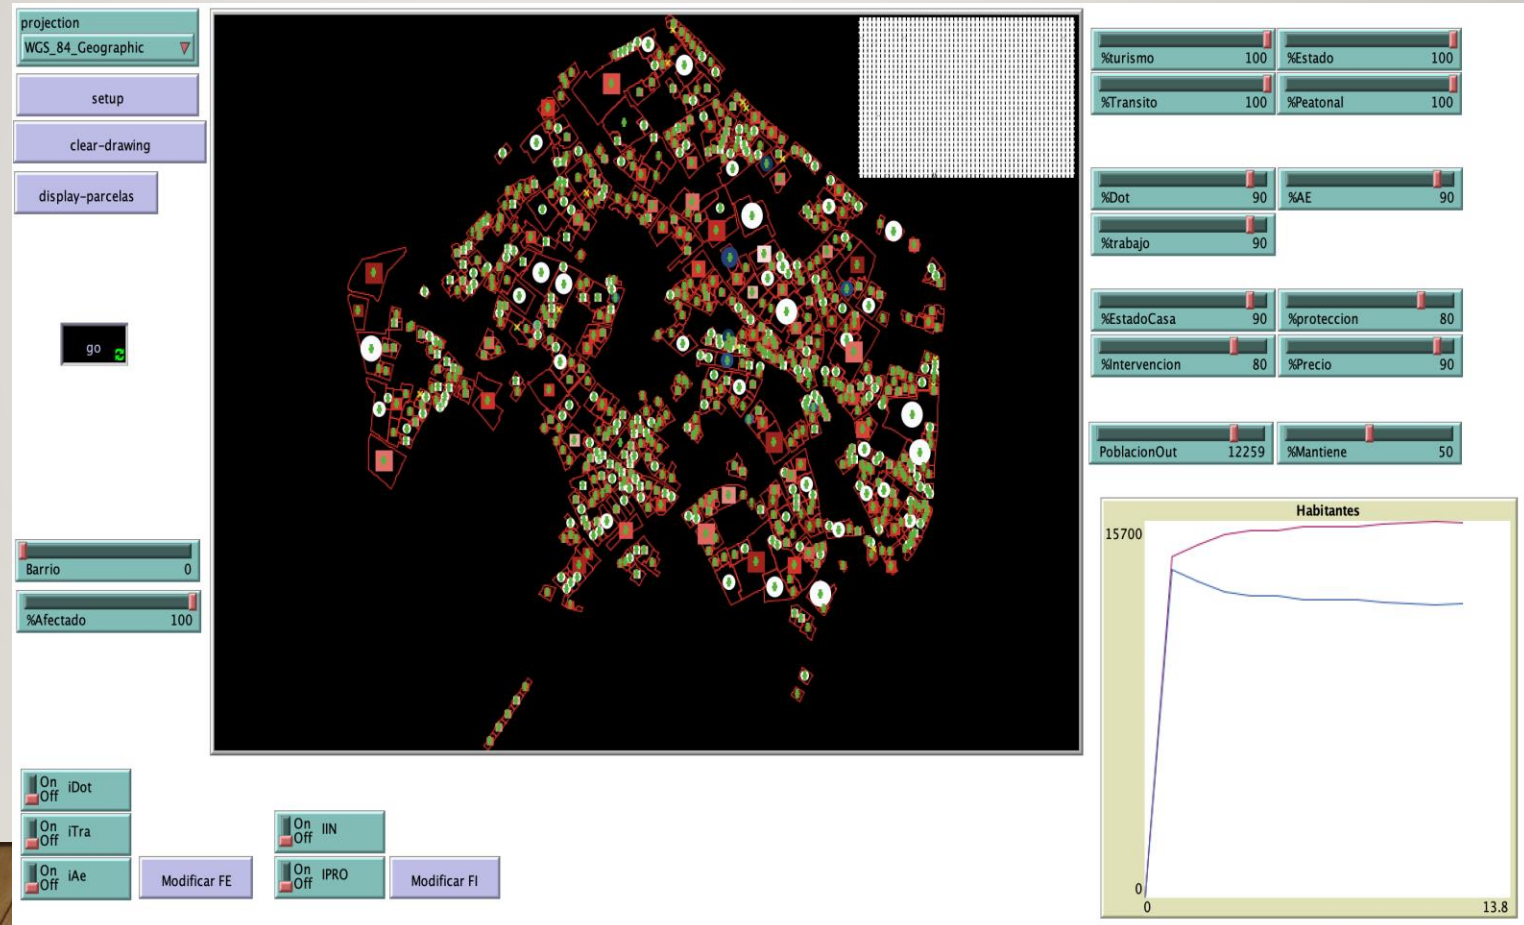 projection
WGS_84_Geographic
setup
clear-drawing
display-parcelas
go
Barrio 0
%Afectado 100
On
Off iDot
On
Off iTra
On
Off iAe
Modificar FE
On
Off IIN
On
Off IPRO
Modificar FI
%turismo 100
%Estado 100
%Transito 100
%Peatonal 100
%Dot 90
%AE 90
%trabajo 90
%EstadoCasa 90
%proteccion 80
%Intervencion 80
%Precio 90
PoblacionOut 12259
%Mantiene 50
Habitantes
15700
0
0 13.8